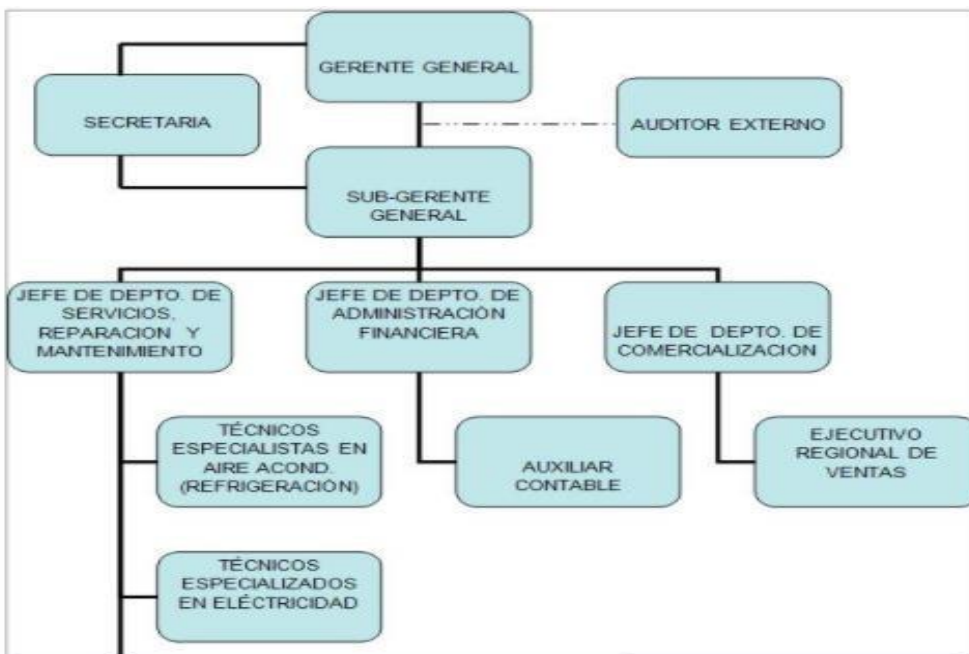 GERENTE GENERAL
SECRETARIA
AUDITOR EXTERNO
SUB-GERENTE
GENERAL
JEFE DE DEPTO. DE
SERVICIOS,
REPARACION Y
MANTENIMIENTO
JEFE DE DEPTO. DE
ADMINISTRACIÓN
FINANCIERA
JEFE DE DEPTO. DE
COMERCIALIZACION
TÉCNICOS
ESPECIALISTAS EN
AIRE ACOND.
(REFRIGERACIÓN)
AUXILIAR
CONTABLE
EJECUTIVO
REGIONAL DE
VENTAS
TÉCNICOS
ESPECIALIZADOS
EN ELÉCTRICIDAD